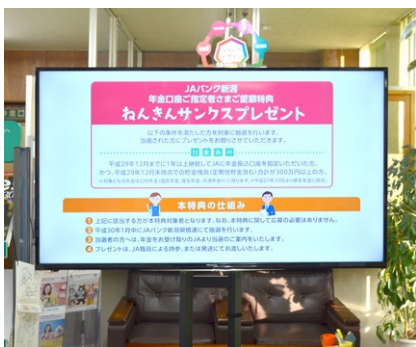 JAバンク新潟
年金口座ご指定者さまご愛顧特典
ねんきんサンクスプレゼント
以下の条件を満たした方を対象に抽選を行います。
当選された方にプレゼントをお贈りさせていただきます。
対象条件
平成29年12月までに1年以上継続してJAに年金振込口座を指定いただいた方。
かつ、平成29年12月末時点での貯金残高（定期性貯金含む）合計が300万円以上の方。
本特典の仕組み
1 上記に該当する方が本特典対象者となります。なお、本特典に関して応募の必要はありません。
2 平成30年1月中にJAバンク新潟県信連にて抽選を行います。
3 当選者の方へは、年金をお受け取りのJAより当選のご案内をいたします。
4 プレゼントは、JA職員による持参、または発送にてお渡しいたします。